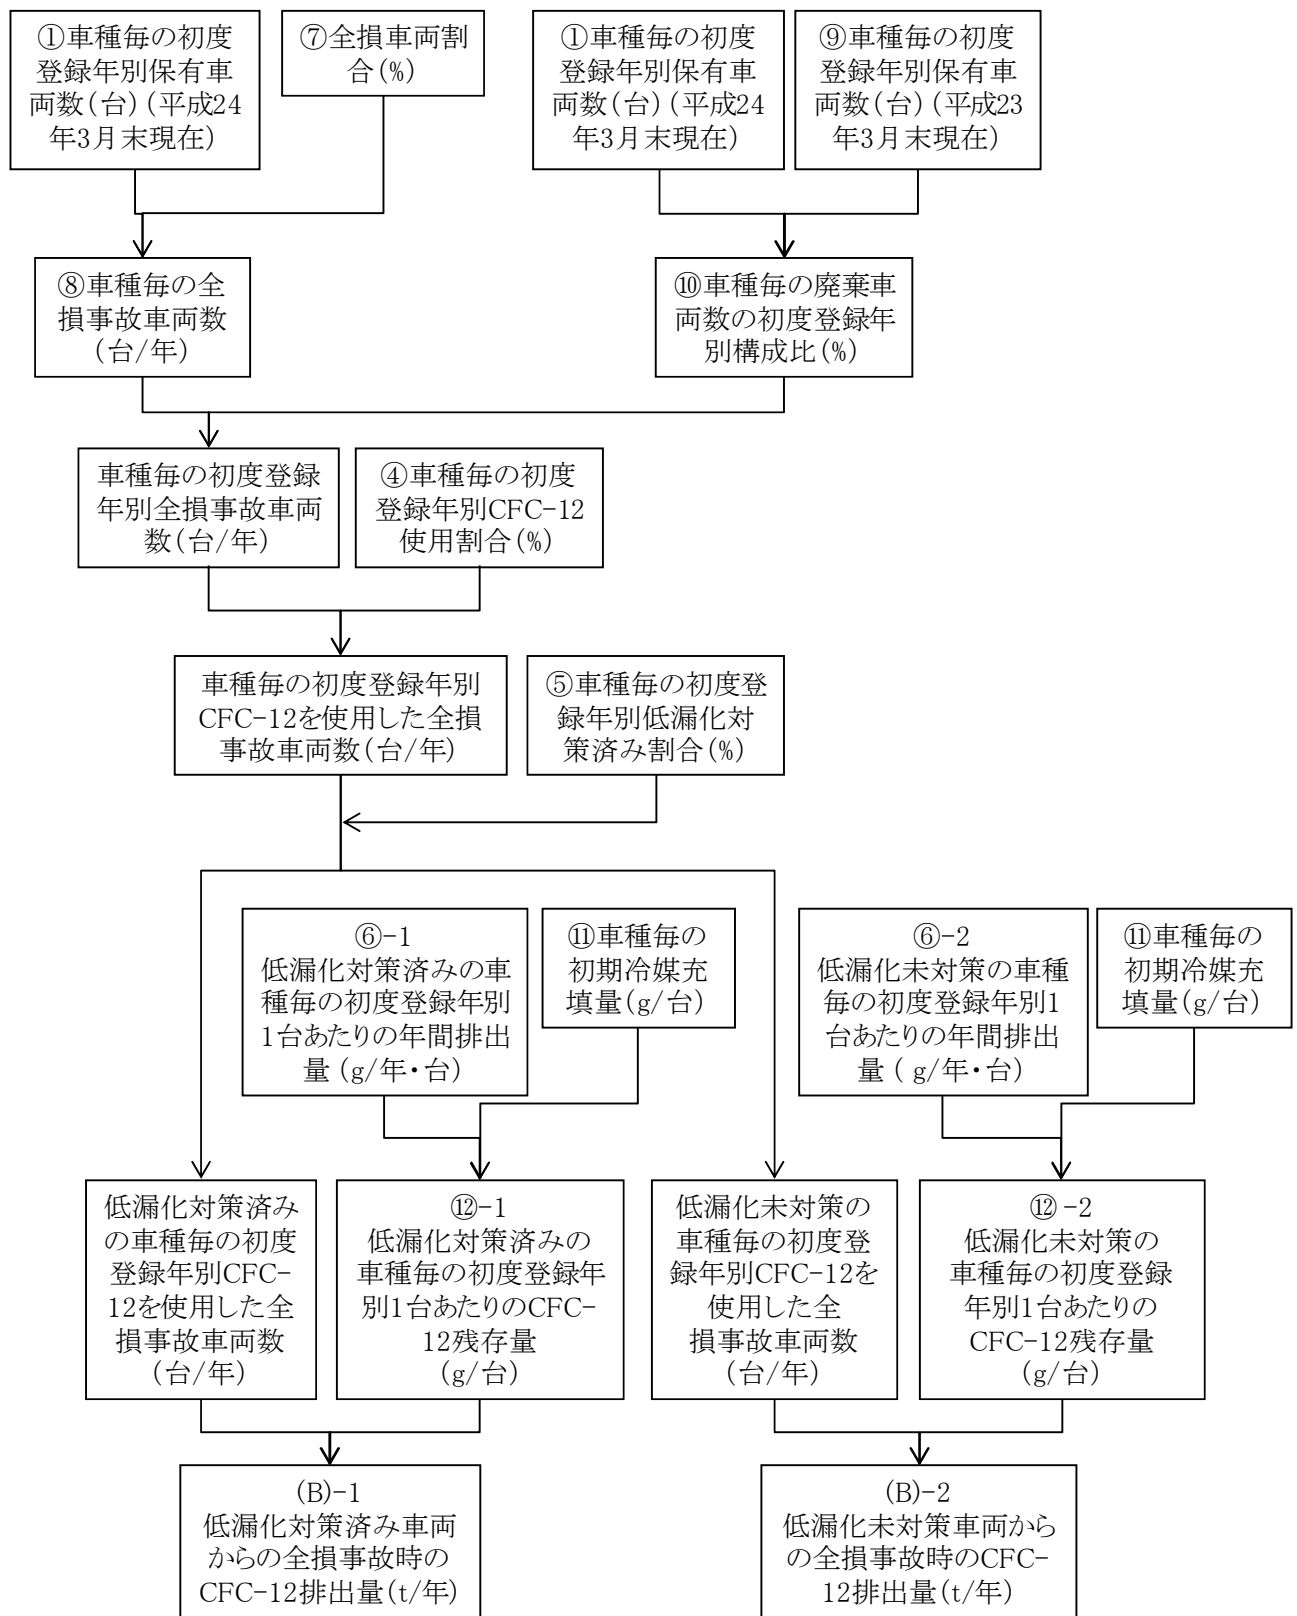 ①車種毎の初度
登録年別保有車
両数(台)(平成24
年3月末現在)
⑦全損車両割
合(%)
①車種毎の初度
登録年別保有車
両数(台)(平成24
年3月末現在)
⑨車種毎の初度
登録年別保有車
両数(台)(平成23
年3月末現在)
⑧車種毎の全
損事故車両数
(台/年)
⑩車種毎の廃棄車
両数の初度登録年
別構成比(%)
車種毎の初度登録
年別全損事故車両
数(台/年)
④車種毎の初度
登録年別CFC-12
使用割合(%)
車種毎の初度登録年別
CFC-12を使用した全損
事故車両数(台/年)
⑤車種毎の初度登
録年別低漏化対
策済み割合(%)
⑥-1
低漏化対策済みの車
種毎の初度登録年別
1台あたりの年間排出
量(g/年・台)
⑪車種毎の
初期冷媒充
填量(g/台)
⑥-2
低漏化未対策の車種
毎の初度登録年別1
台あたりの年間排出
量( g/年・台)
⑪車種毎の
初期冷媒充
填量(g/台)
低漏化対策済み
の車種毎の初度
登録年別CFC-
12を使用した全
損事故車両数
(台/年)
⑫-1
低漏化対策済みの
車種毎の初度登録年
別1台あたりのCFC-
12残存量
(g/台)
低漏化未対策の
車種毎の初度登
録年別CFC-12を
使用した全
損事故車両数
(台/年)
⑫-2
低漏化未対策の
車種毎の初度登録
年別1台あたりの
CFC-12残存量
(g/台)
(B)-1
低漏化対策済み車両
からの全損事故時の
CFC-12排出量(t/年)
(B)-2
低漏化未対策車両から
の全損事故時のCFC-
12排出量(t/年)